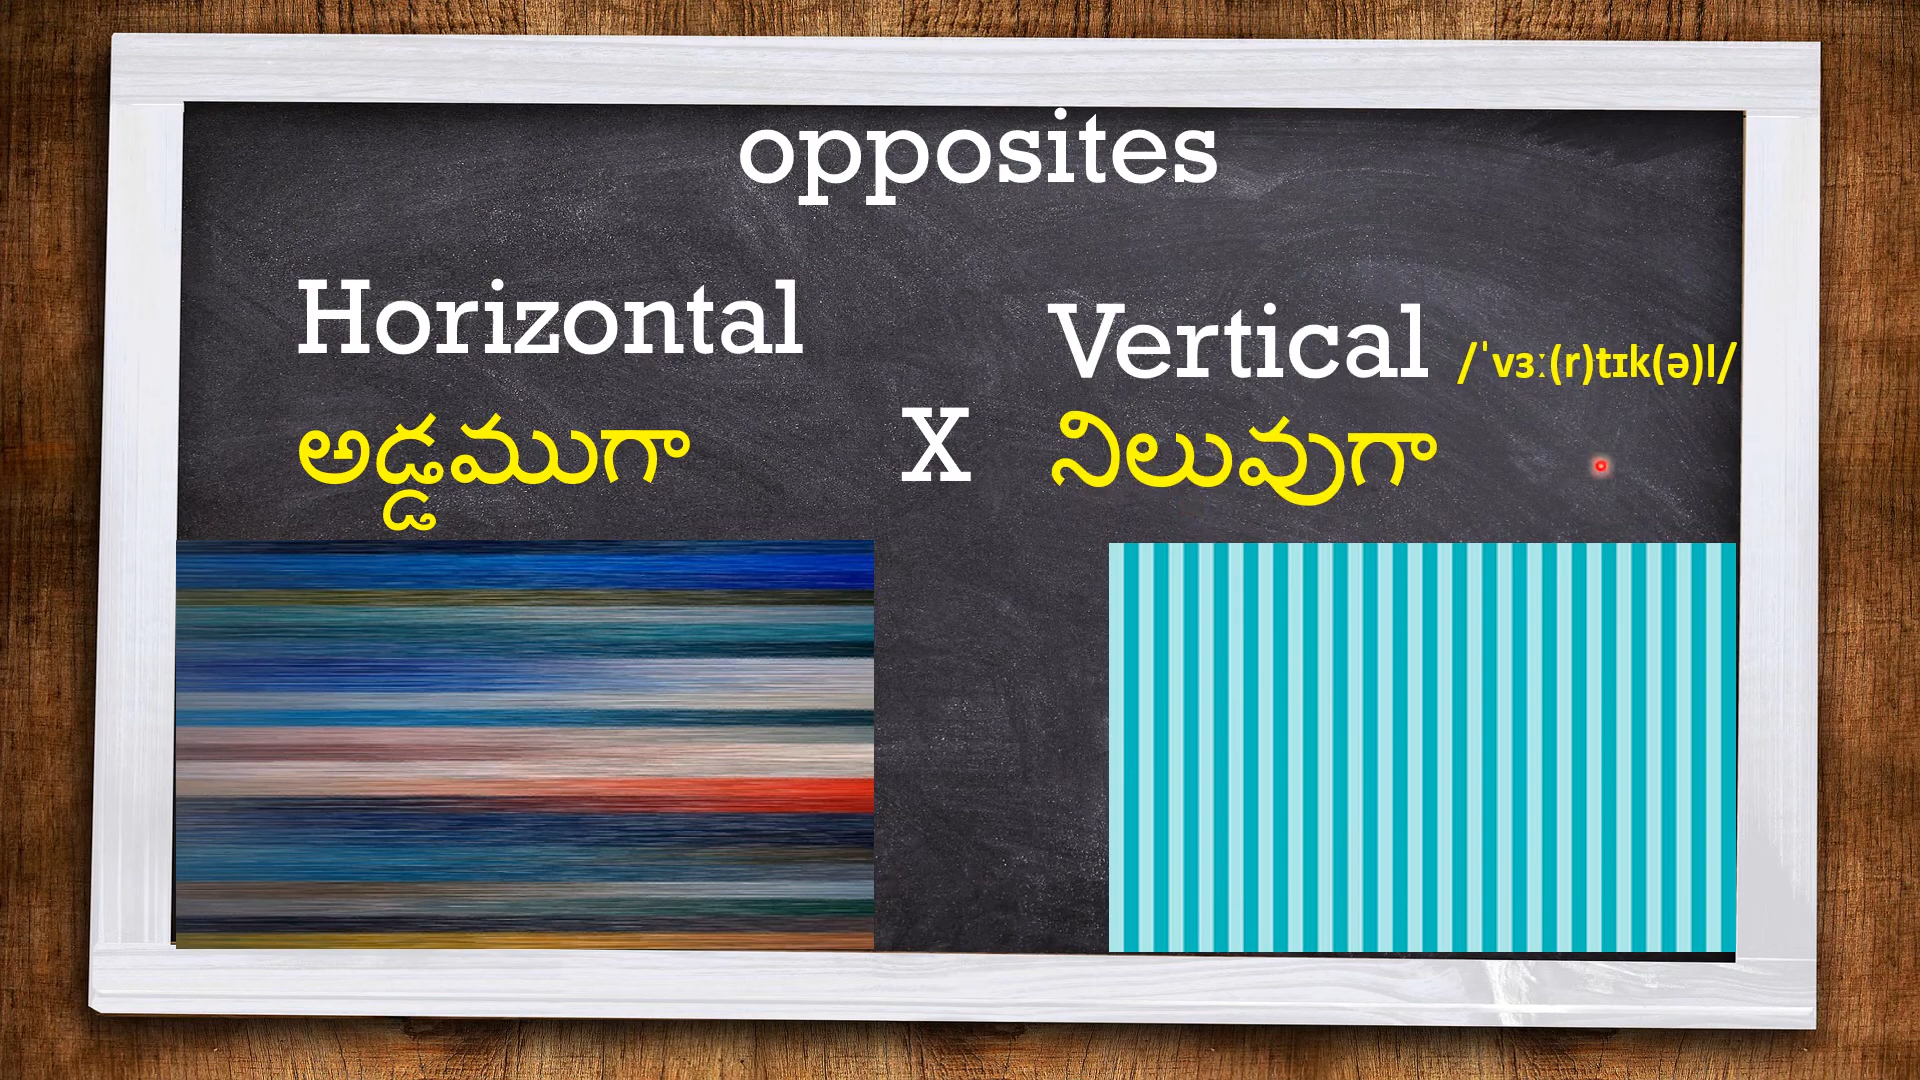 opposites
Horizontal
అడ్డముగా
X
Vertical /ˈvɜː(r)tɪk(ə)l/
నిలువుగా